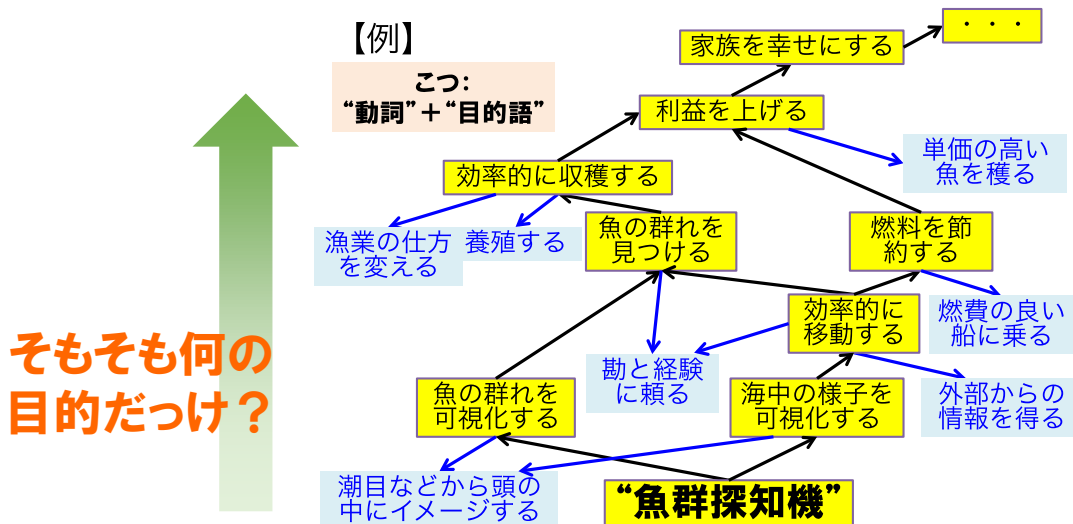 【例】
こつ：
“動詞”＋“目的語”
・・・
家族を幸せにする
利益を上げる
単価の高い
魚を穫る
効率的に収穫する
漁業の仕方
を変える
養殖する
魚の群れを
見つける
燃料を節
約する
効率的に
移動する
燃費の良い
船に乗る
そもそも何の
目的だっけ？
勘と経験
に頼る
魚の群れを
可視化する
海中の様子を
可視化する
外部からの
情報を得る
潮目などから頭の
中にイメージする
“魚群探知機”